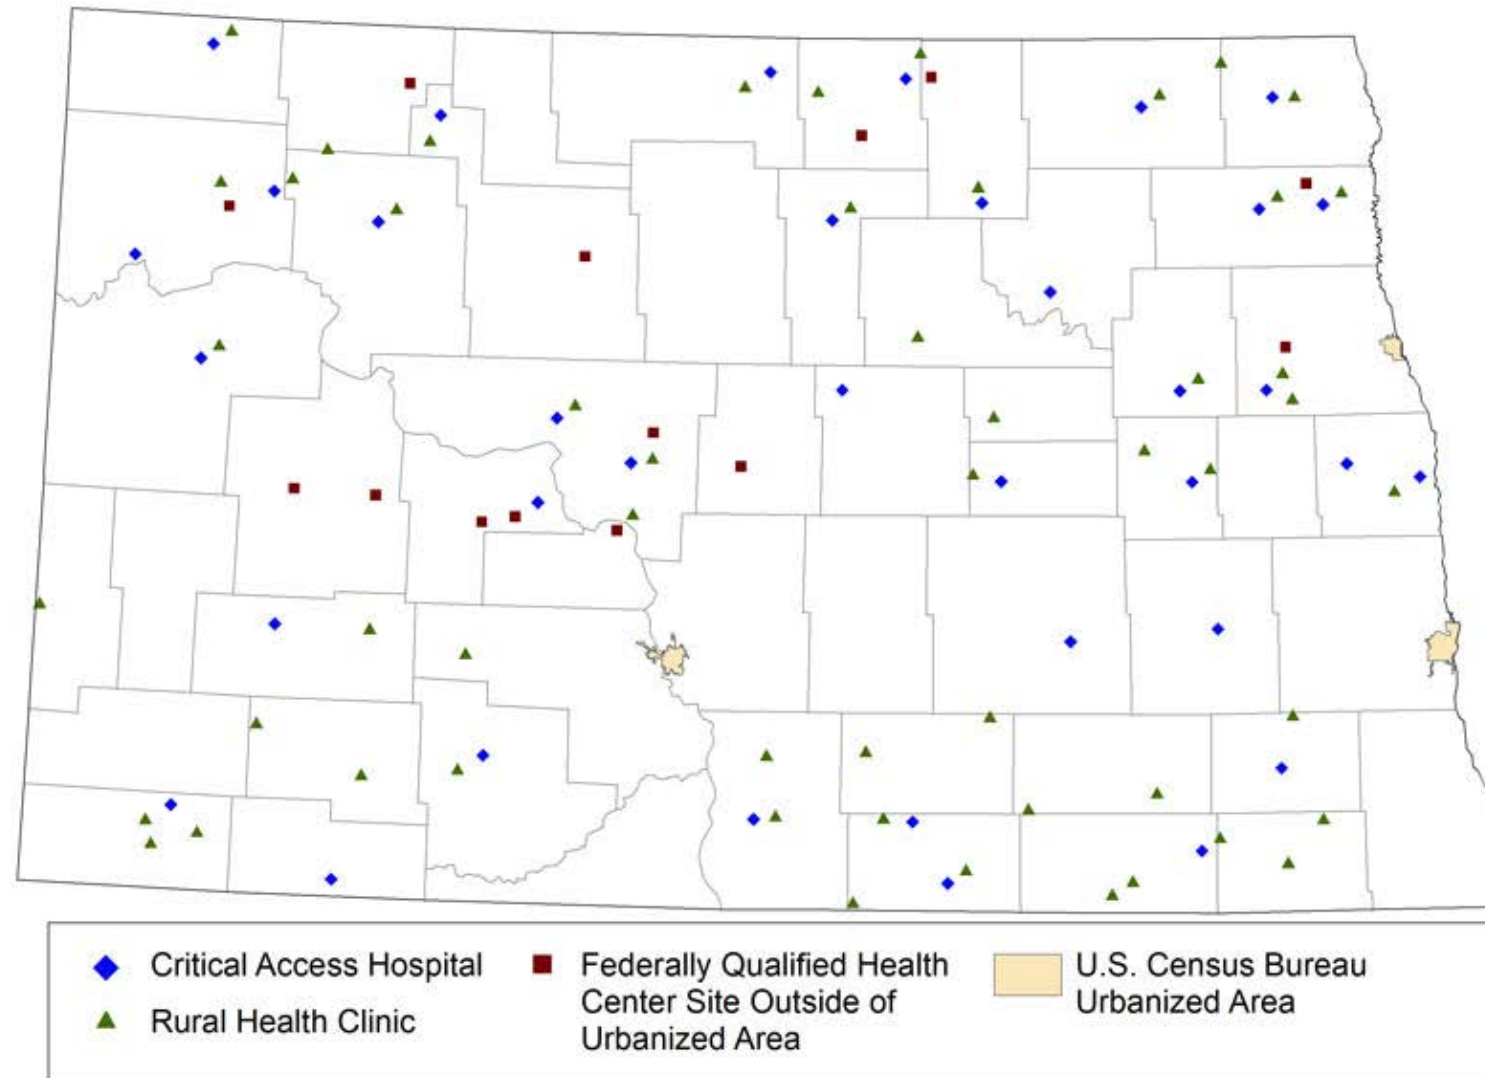 Critical Access Hospital
Rural Health Clinic
Federally Qualified Health
Center Site Outside of
Urbanized Area
U.S. Census Bureau
Urbanized Area